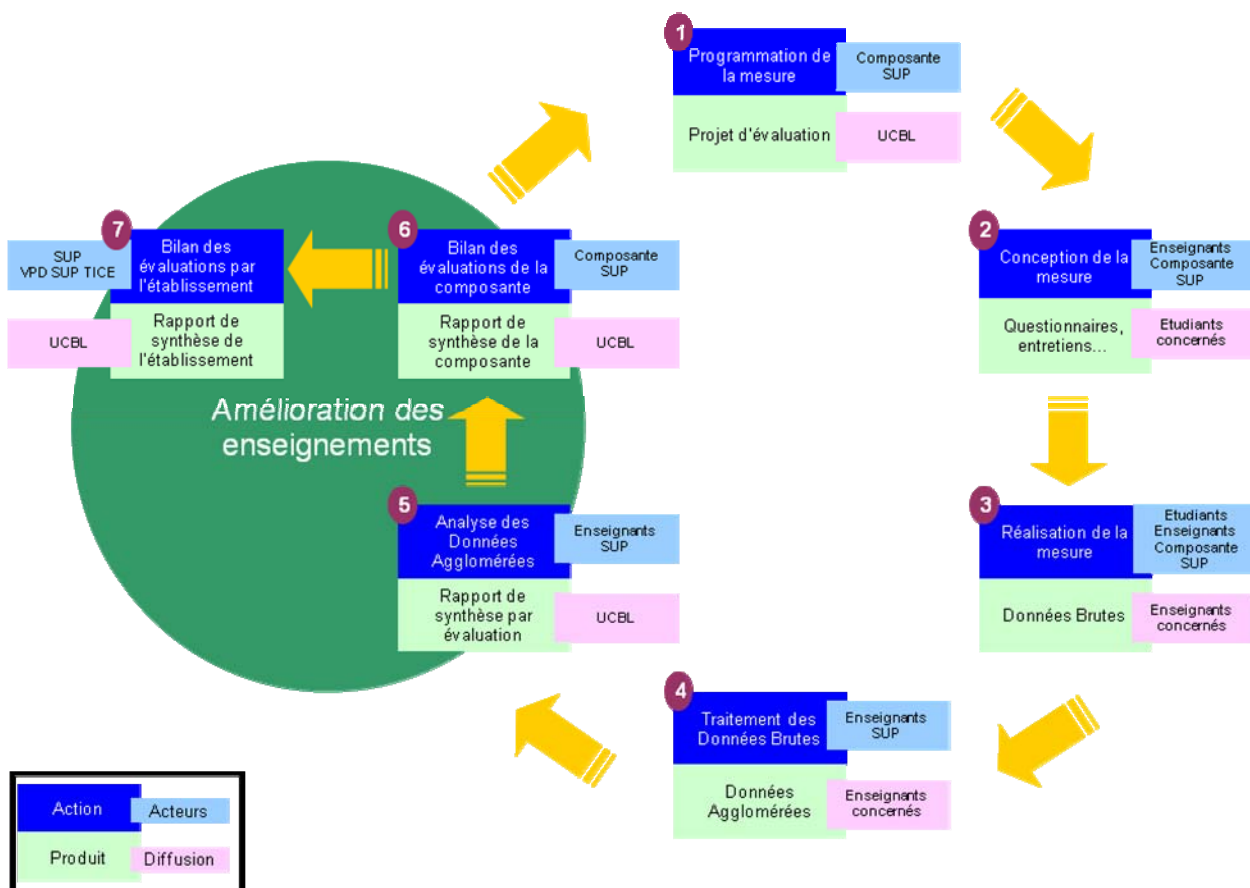 1
Programmation de
la mesure
Composante
SUP
Projet d'évaluation
UCBL
2
Conception de la
mesure
Enseignants
Composante
SUP
Questionnaires,
entretiens...
Etudiants
concernés
3
Réalisation de la
mesure
Etudiants
Enseignants
Composante
SUP
Données Brutes
Enseignants
concernés
4
Traitement des
Données Brutes
Enseignants
SUP
Données
Agglomérées
Enseignants
concernés
5
Analyse des
Données
Agglomérées
Enseignants
SUP
Rapport de
synthèse par
évaluation
UCBL
6
Bilan des
évaluations de la
composante
Composante
SUP
Rapport de
synthèse de la
composante
UCBL
7
Bilan des
évaluations par
l'établissement
SUP
VPD SUP TICE
Rapport de
synthèse de
l'établissement
UCBL
Amélioration des
enseignements
Action
Acteurs
Produit
Diffusion